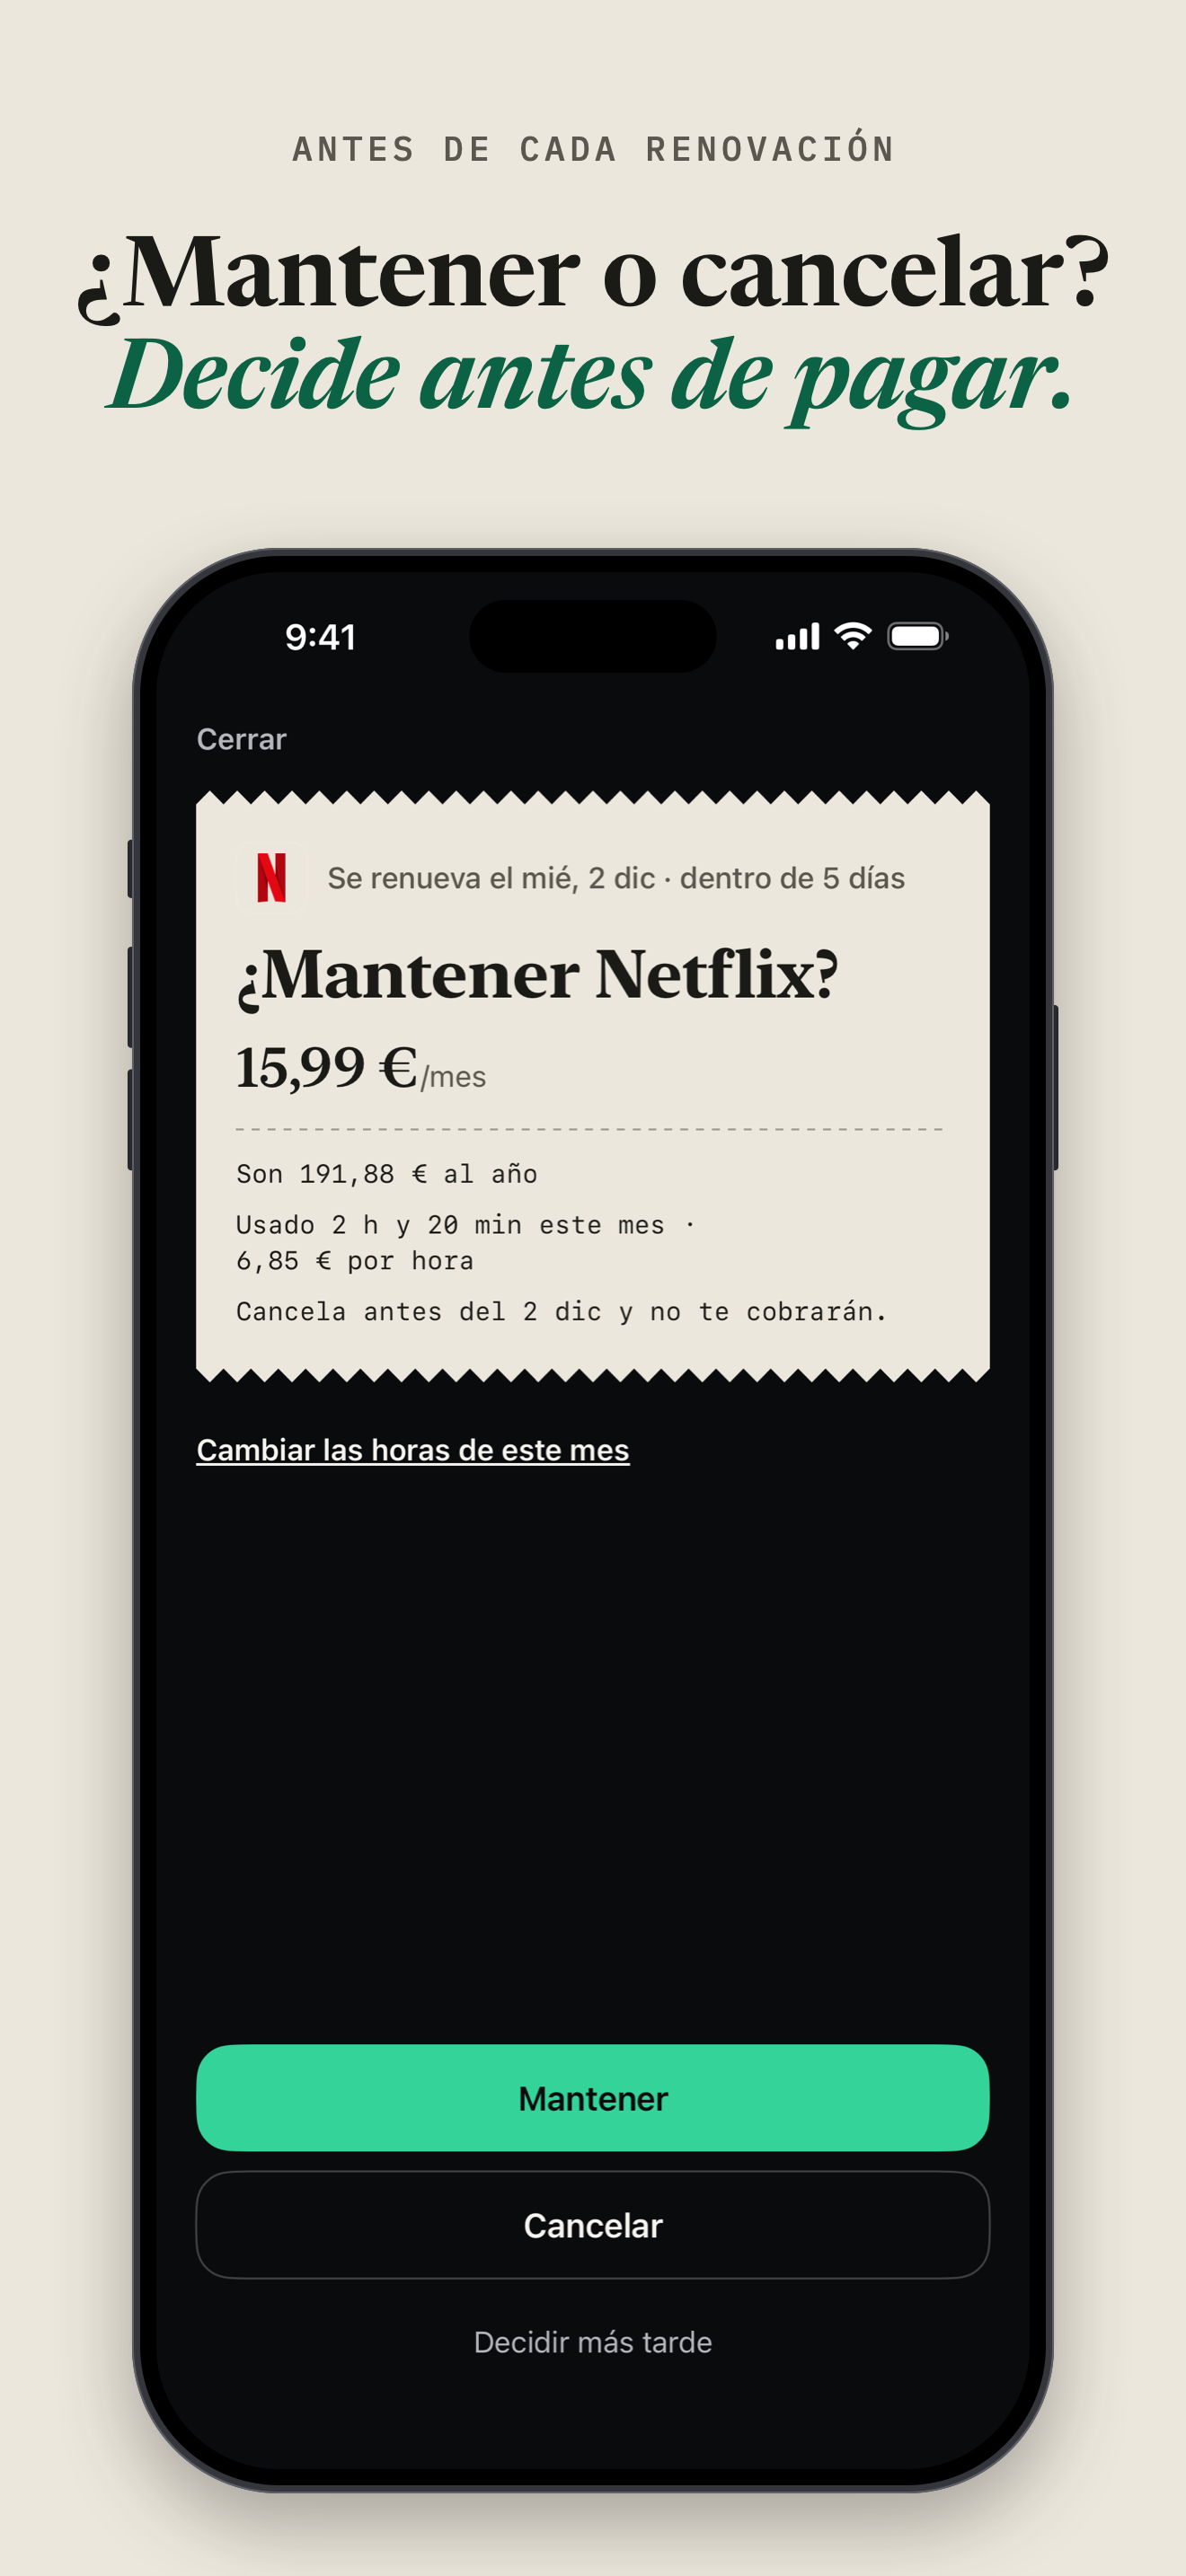 ANTES DE CADA RENOVACIÓN
¿Mantener o cancelar?
Decide antes de pagar.
9:41
Cerrar
N
Se renueva el mié, 2 dic · dentro de 5 días
¿Mantener Netflix?
15,99 €/mes
Son 191,88 € al año
Usado 2 h y 20 min este mes ·
6,85 € por hora
Cancela antes del 2 dic y no te cobrarán.
Cambiar las horas de este mes
Mantener
Cancelar
Decidir más tarde